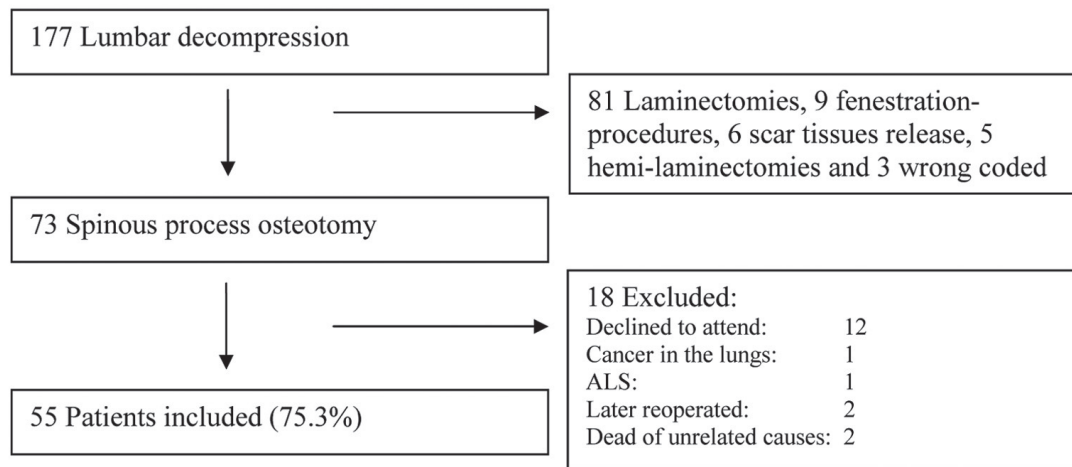 177 Lumbar decompression
81 Laminectomies, 9 fenestration-
procedures, 6 scar tissues release, 5
hemi-laminectomies and 3 wrong coded
73 Spinous process osteotomy
18 Excluded:
Declined to attend: 12
Cancer in the lungs: 1
ALS: 1
Later reoperated: 2
Dead of unrelated causes: 2
55 Patients included (75.3%)